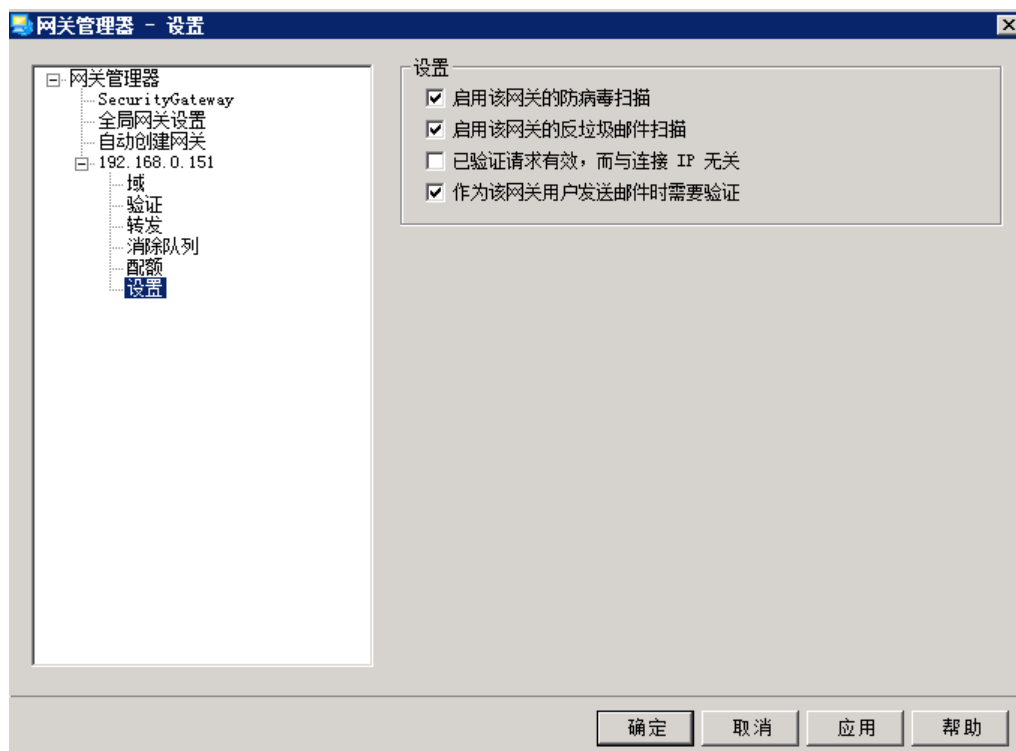 网关管理器 - 设置
网关管理器
SecurityGateway
全局网关设置
自动创建网关
192.168.0.151
域
验证
转发
消除队列
配额
设置
设置
启用该网关的防病毒扫描
启用该网关的反垃圾邮件扫描
已验证请求有效，而与连接 IP 无关
作为该网关用户发送邮件时需要验证
确定 取消 应用 帮助